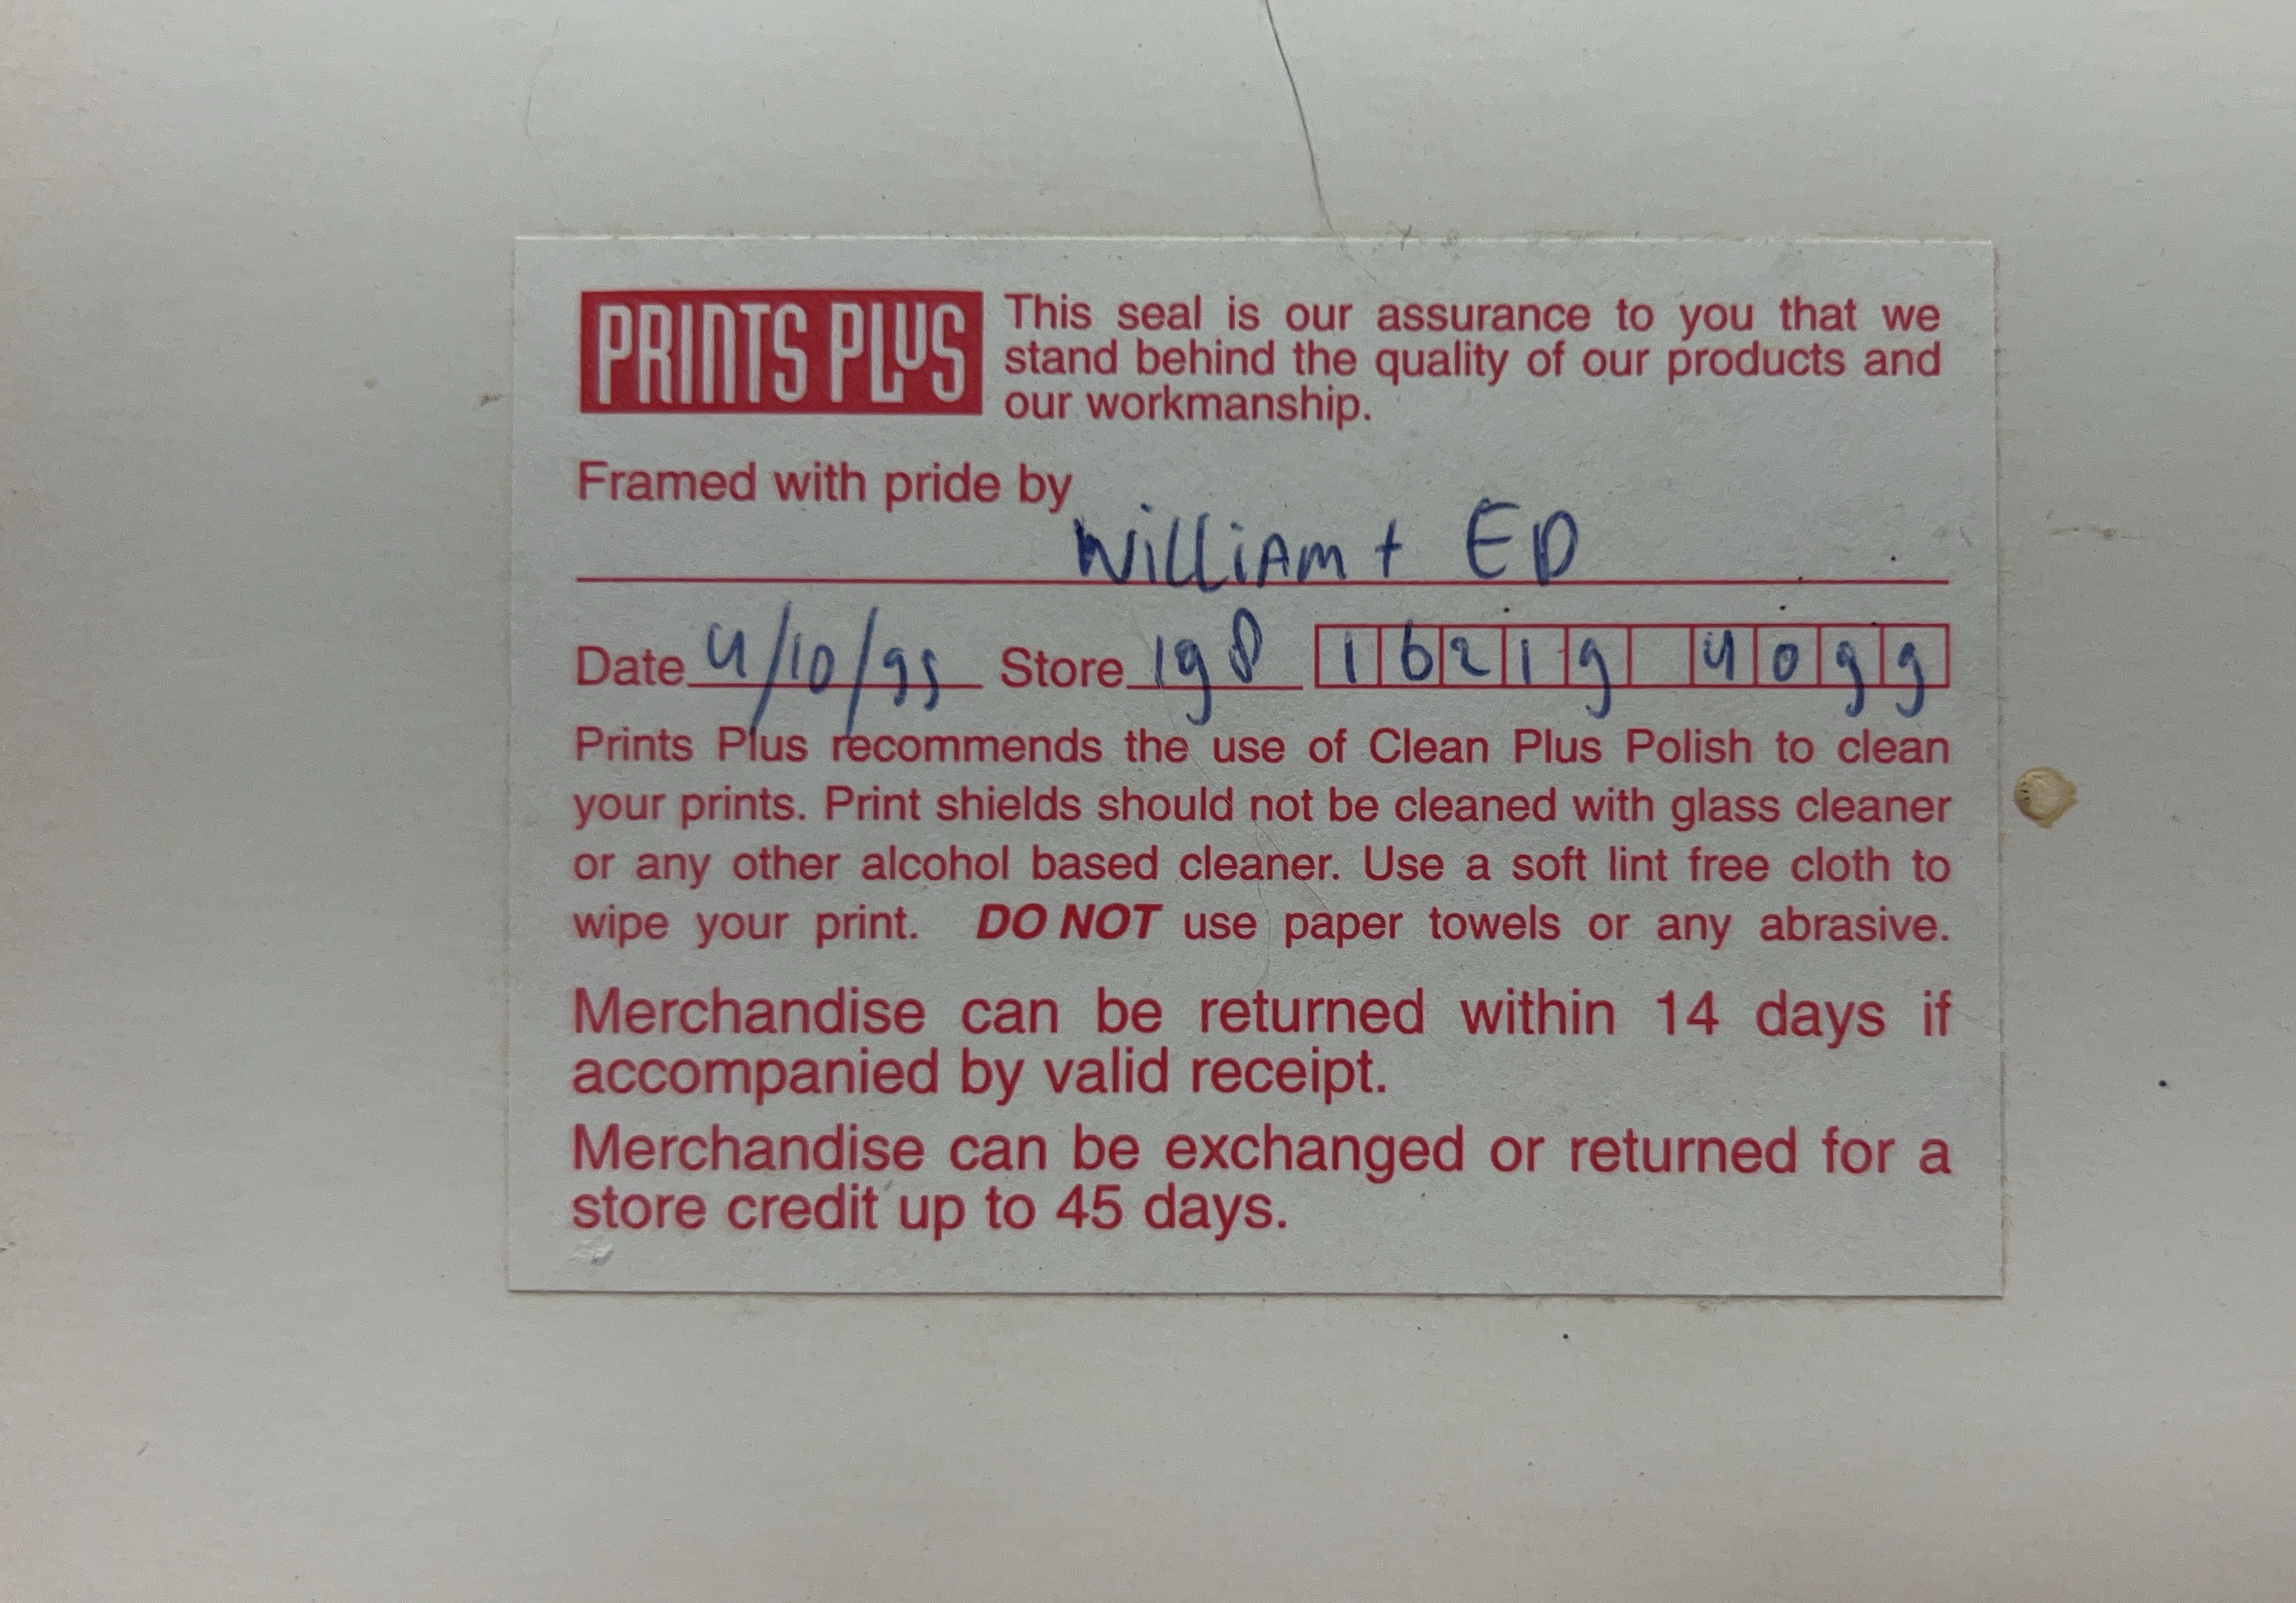 PRINTS PLUS
This seal is our assurance to you that we
stand behind the quality of our products and
our workmanship.
Framed with pride by
WiLLiAm + ED
Date 4/10/95 Store 198 16219 4099
Prints Plus recommends the use of Clean Plus Polish to clean
your prints. Print shields should not be cleaned with glass cleaner
or any other alcohol based cleaner. Use a soft lint free cloth to
wipe your print. DO NOT use paper towels or any abrasive.
Merchandise can be returned within 14 days if
accompanied by valid receipt.
Merchandise can be exchanged or returned for a
store credit up to 45 days.